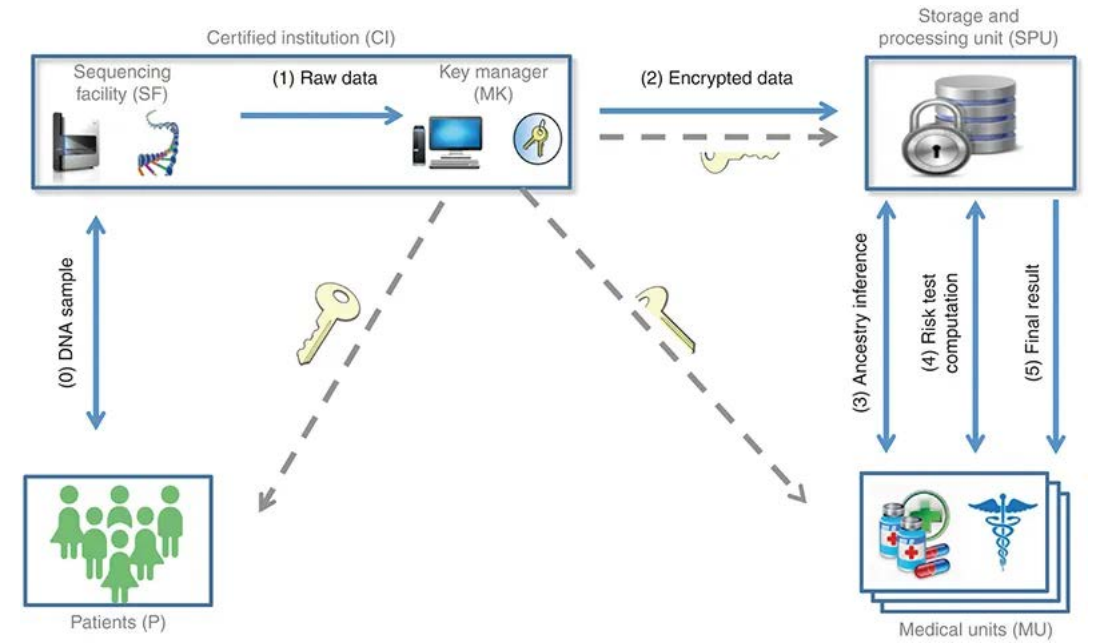 Certified institution (CI)
Storage and
processing unit (SPU)
Sequencing
facility (SF)
(1) Raw data
Key manager
(MK)
(2) Encrypted data
(0) DNA sample
(3) Ancestry inference
(4) Risk test
computation
(5) Final result
Patients (P)
Medical units (MU)